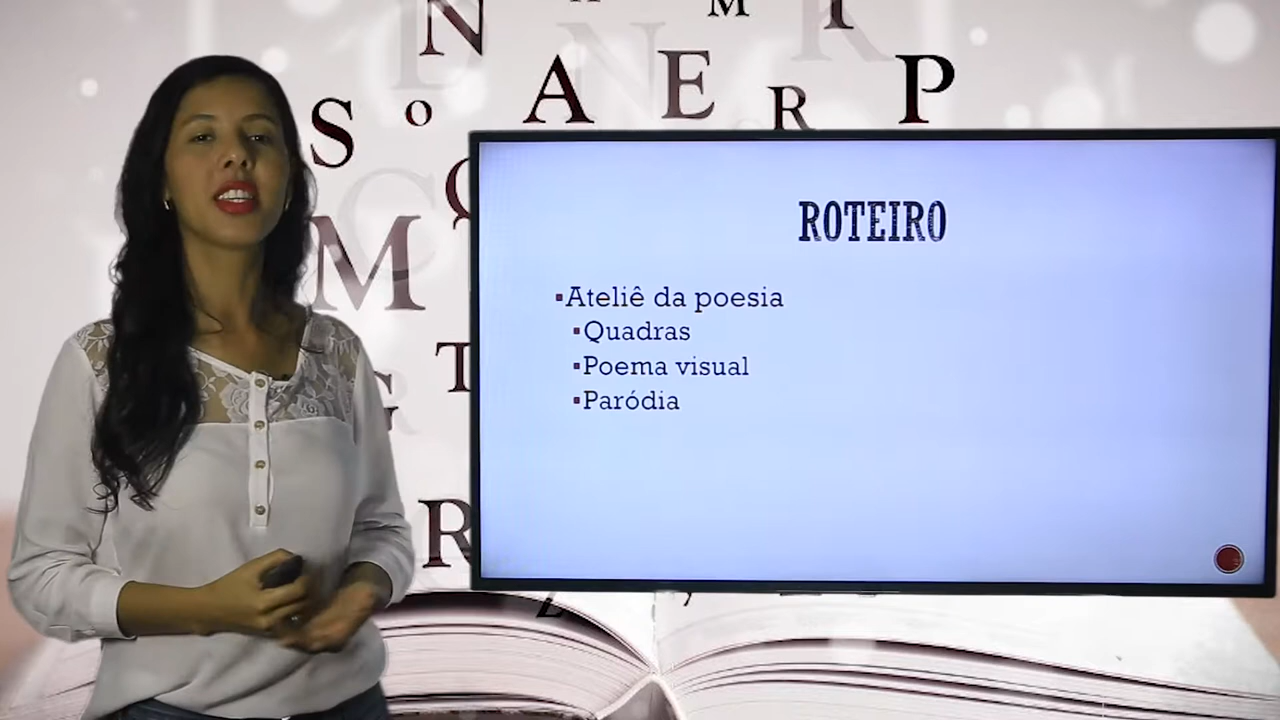 N M I
S O A E R P
M
T
G
R
ROTEIRO
Ateliê da poesia
Quadras
Poema visual
Paródia